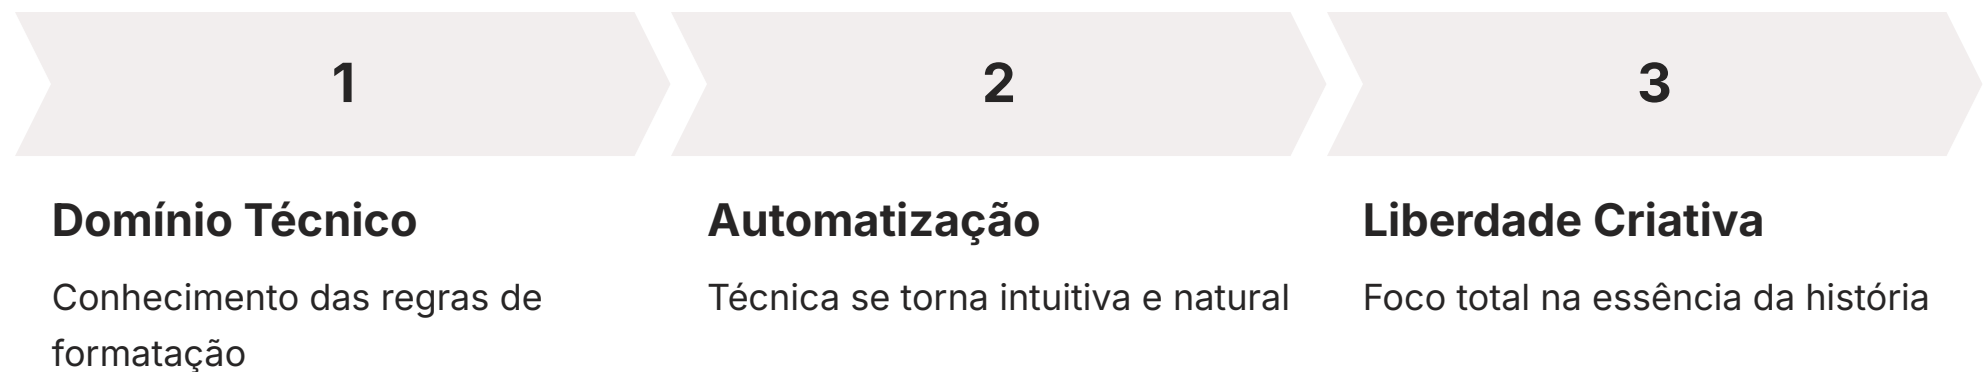 1
2
3
Domínio Técnico
Conhecimento das regras de
formatação
Automatização
Técnica se torna intuitiva e natural
Liberdade Criativa
Foco total na essência da história